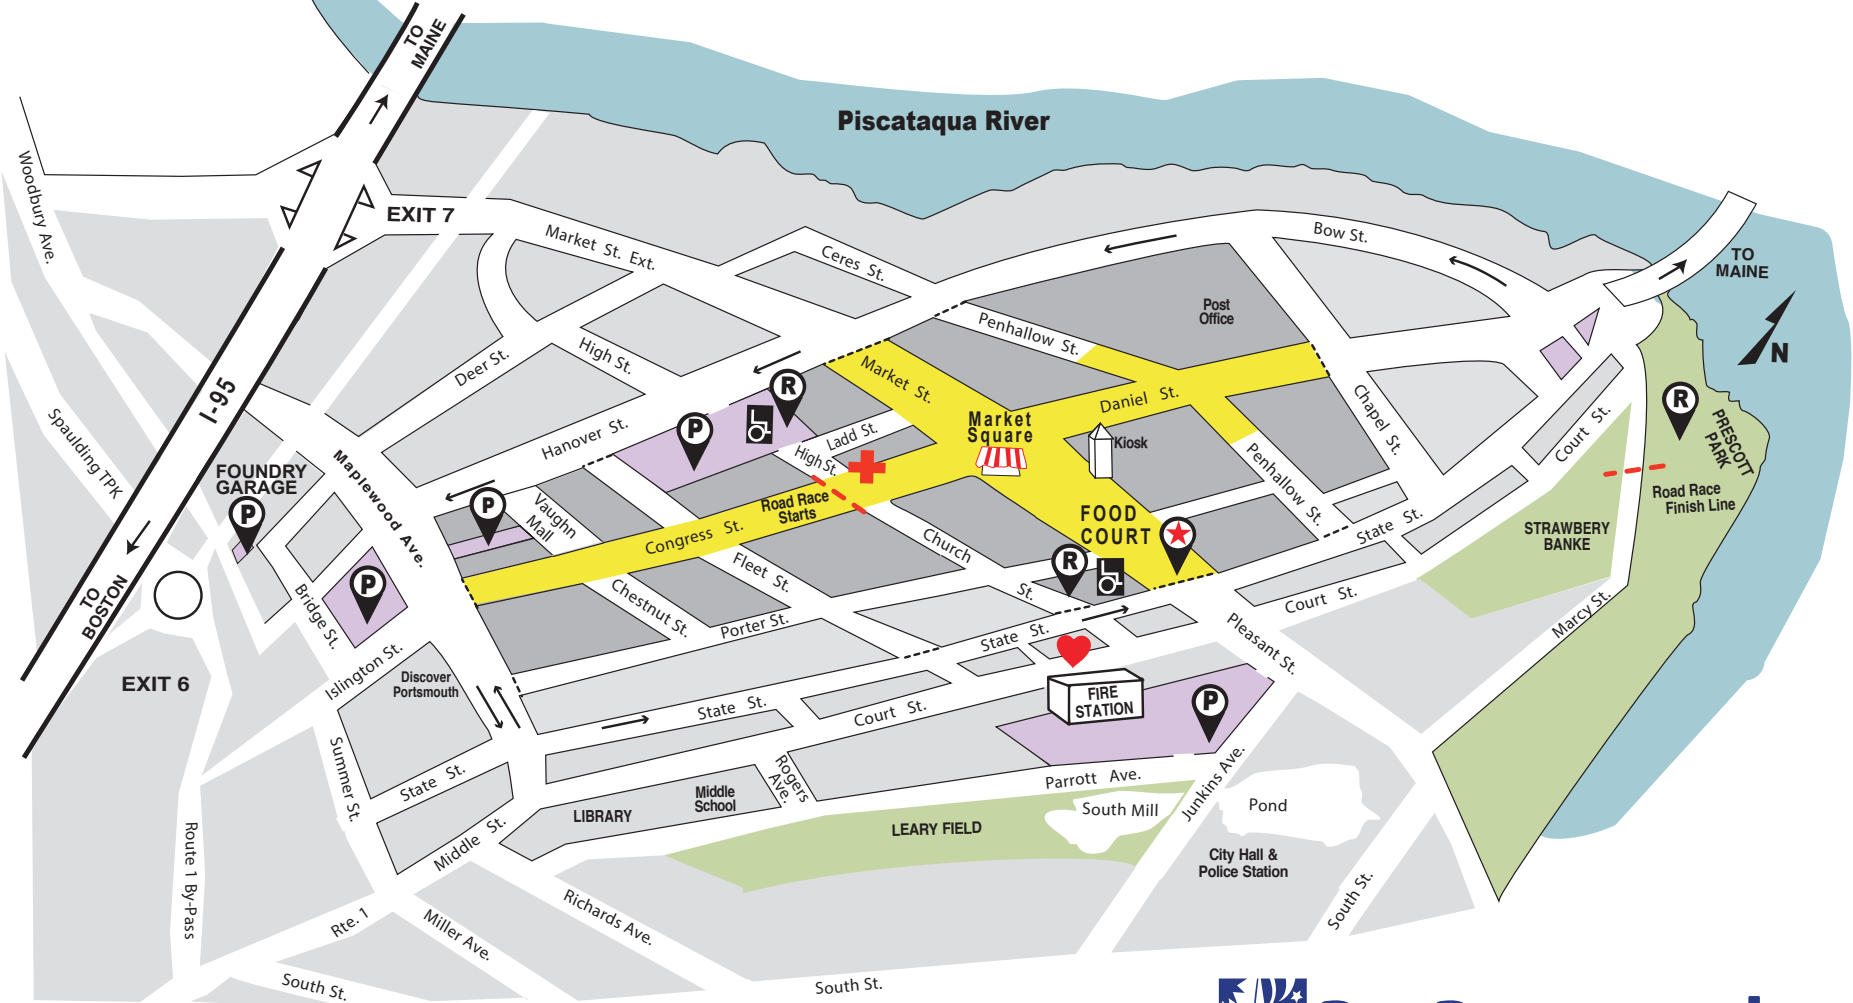 TO
MAINE
Piscataqua River
Woodbury Ave.
EXIT 7
Market St. Ext.
Ceres St.
Bow St.
TO
MAINE
N
Post
Office
Penhallow St.
Deer St.
High St.
Market St.
Daniel St.
Chapel St.
I-95
Spaulding TPK
Maplewood Ave.
Hanover St.
R
P
Ladd St.
High St.
Market
Square
Kiosk
Penhallow St.
Court St.
R
PRESCOTT
PARK
FOUNDRY
GARAGE
P
P
Vaughn
Mall
Congress St.
Road Race
Starts
Church
St.
FOOD
COURT
State St.
STRAWBERY
BANKE
Road Race
Finish Line
TO
BOSTON
Bridge St.
P
Fleet St.
Chestnut St.
Porter St.
R
Court St.
Marcy St.
State St.
Pleasant St.
EXIT 6
Islington St.
Discover
Portsmouth
FIRE
STATION
P
State St.
Court St.
Summer St.
State St.
Rogers
Ave.
Parrott Ave.
Junkins Ave.
LIBRARY
Middle
School
South Mill
Pond
Middle St.
LEARY FIELD
City Hall &
Police Station
Route 1 By-Pass
Rte. 1
Miller Ave.
Richards Ave.
South St.
South St.
South St.